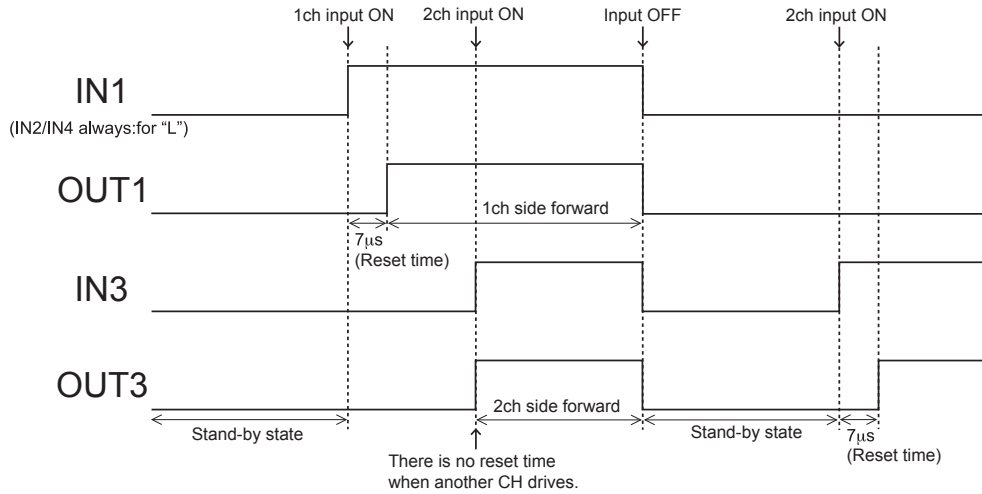 1ch input ON
2ch input ON
Input OFF
2ch input ON
IN1
(IN2/IN4 always:for “L”)
OUT1
1ch side forward
7μs
(Reset time)
IN3
OUT3
2ch side forward
Stand-by state
Stand-by state
7μs
(Reset time)
There is no reset time
when another CH drives.